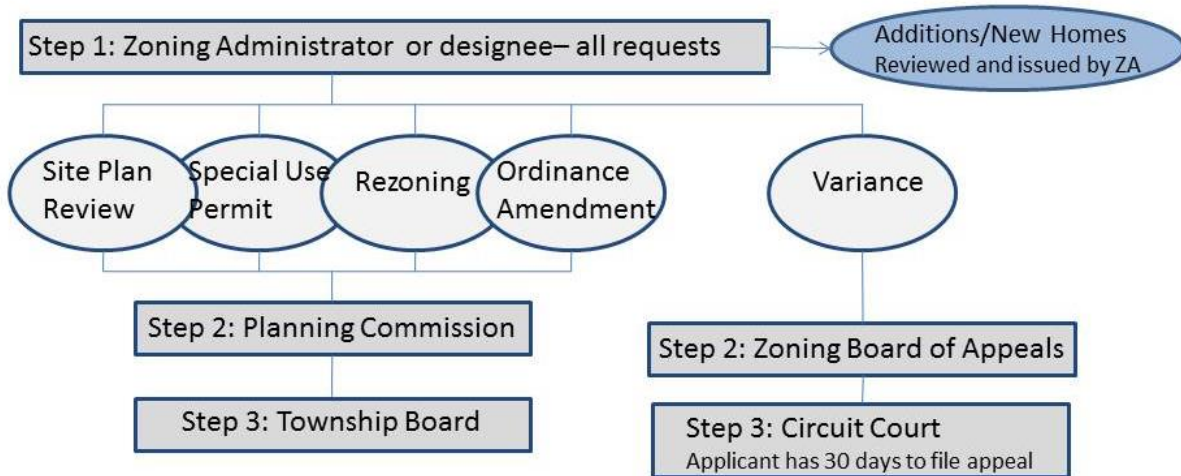 Step 1: Zoning Administrator or designee– all requests
Additions/New Homes
Reviewed and issued by ZA
Site Plan
Review
Special Use
Permit
Rezoning
Ordinance
Amendment
Variance
Step 2: Planning Commission
Step 2: Zoning Board of Appeals
Step 3: Township Board
Step 3: Circuit Court
Applicant has 30 days to file appeal